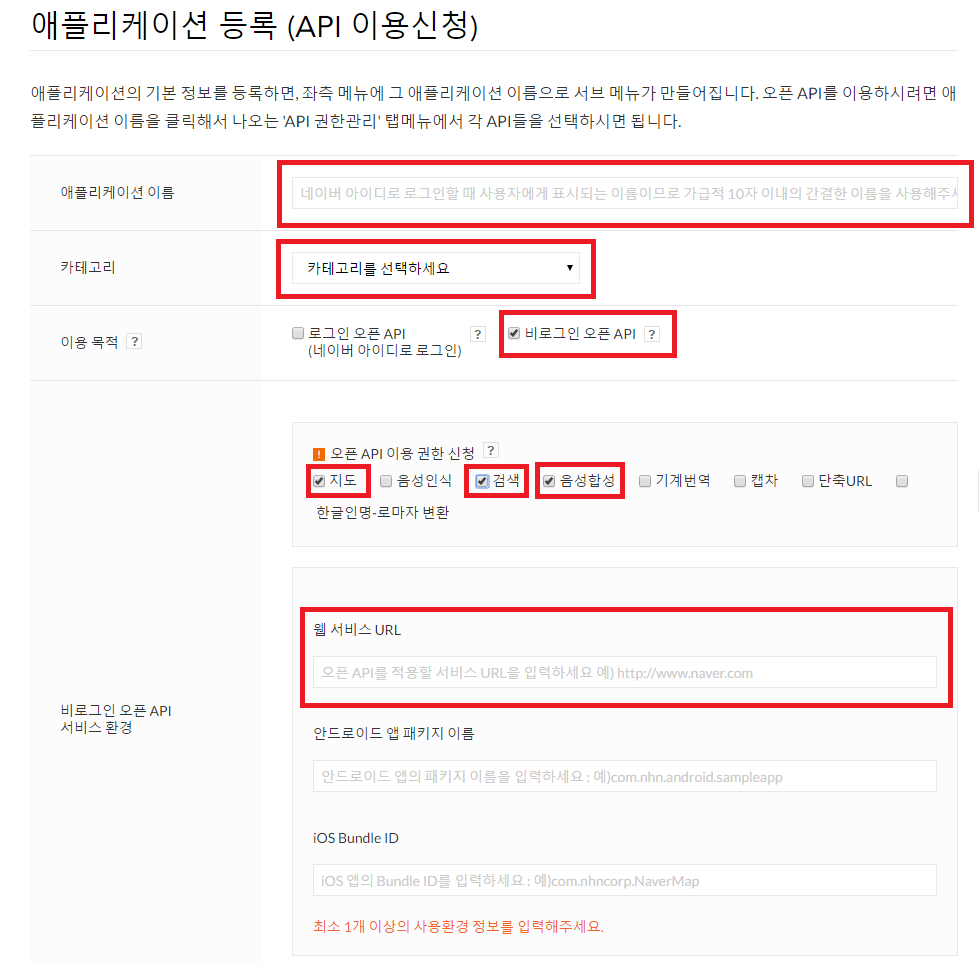 애플리케이션 등록 (API 이용신청)
애플리케이션의 기본 정보를 등록하면, 좌측 메뉴에 그 애플리케이션 이름으로 서브 메뉴가 만들어집니다. 오픈 API를 이용하시려면 애
플리케이션 이름을 클릭해서 나오는 'API 권한관리' 탭메뉴에서 각 API들을 선택하시면 됩니다.
애플리케이션 이름
네이버 아이디로 로그인할 때 사용자에게 표시되는 이름이므로 가급적 10자 이내의 간결한 이름을 사용해주
카테고리
카테고리를 선택하세요
이용 목적 ?
로그인 오픈 API ? 비로그인 오픈 API ?
(네이버 아이디로 로그인)
! 오픈 API 이용 권한 신청 ?
지도 음성인식 검색 음성합성 기계번역 캡차 단축URL
한글인명-로마자 변환
비로그인 오픈 API
서비스 환경
웹 서비스 URL
오픈 API를 적용할 서비스 URL을 입력하세요 예) http://www.naver.com
안드로이드 앱 패키지 이름
안드로이드 앱의 패키지 이름을 입력하세요 : 예)com.nhn.android.sampleapp
iOS Bundle ID
iOS 앱의 Bundle ID를 입력하세요 : 예)com.nhncorp.NaverMap
최소 1개 이상의 사용환경 정보를 입력해주세요.